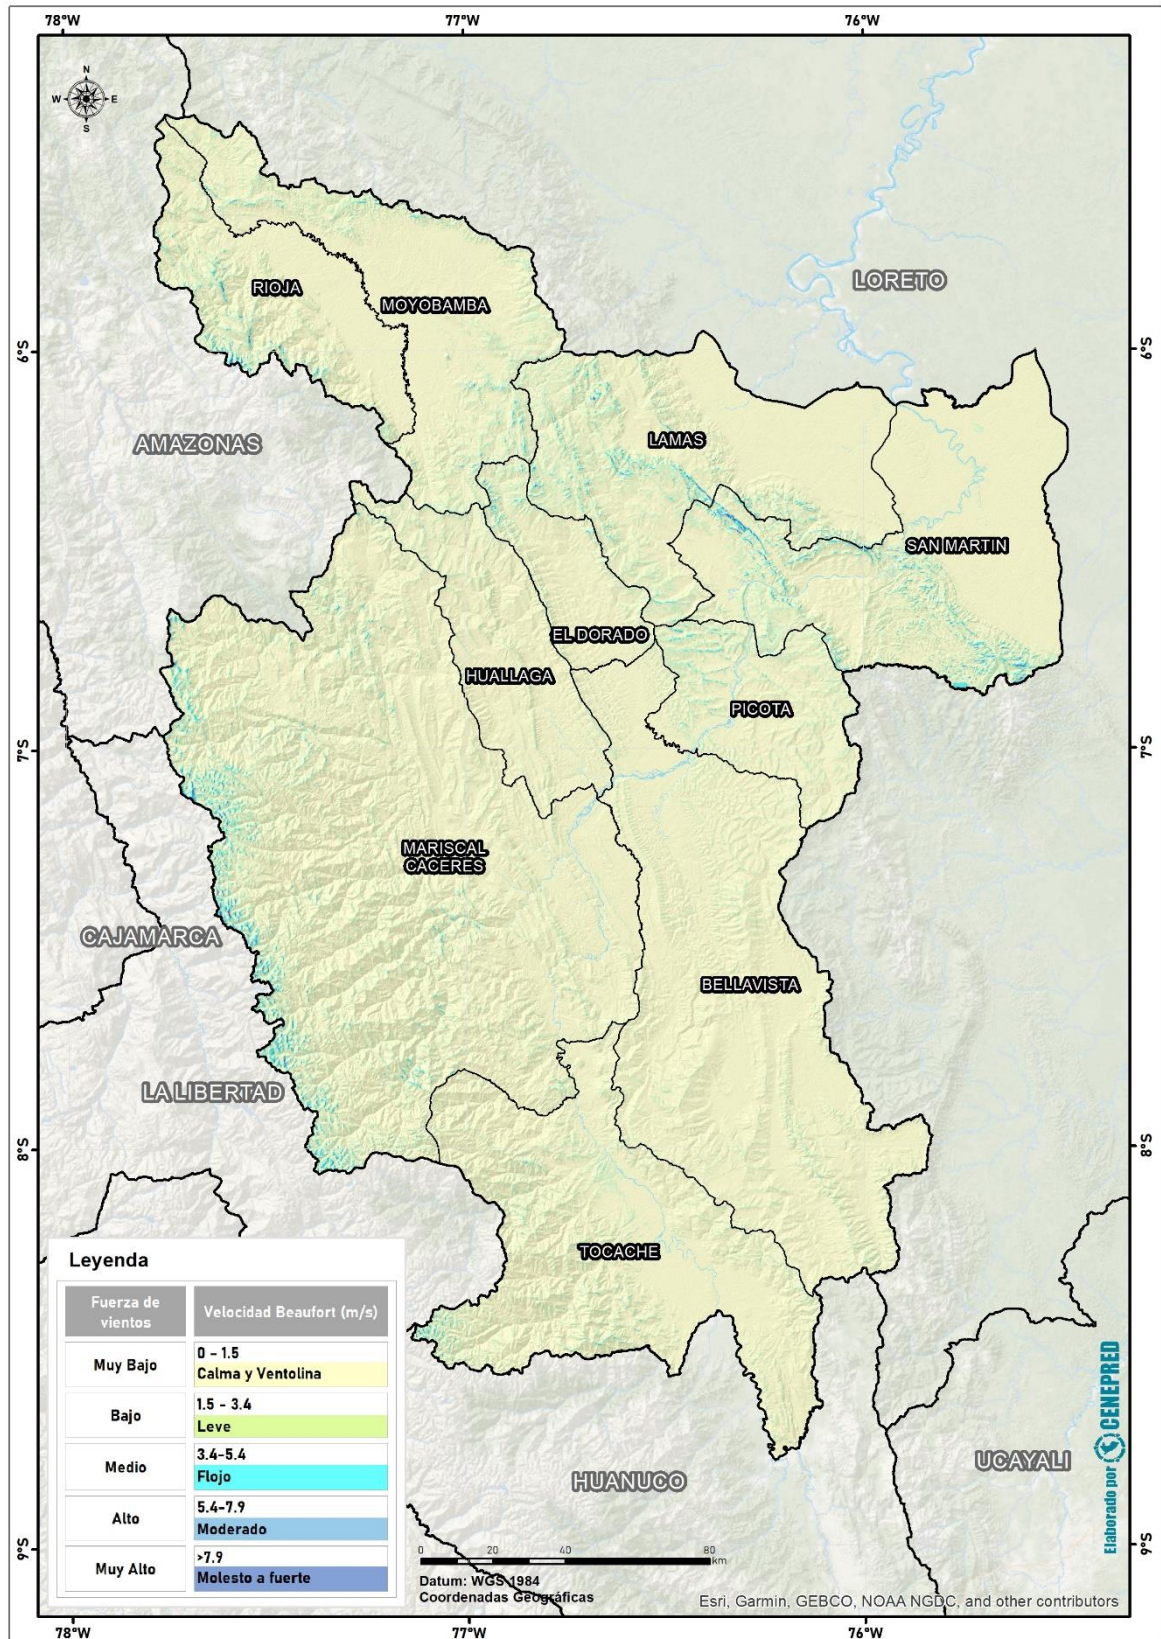 78°W
77°W
76°W
N
W
E
S
LORETO
RIOJA
MOYOBAMBA
6°S
6°S
AMAZONAS
LAMAS
SAN MARTIN
EL DORADO
HUALLAGA
PICOTA
7°S
7°S
MARISCAL
CACERES
CAJAMARCA
BELLAVISTA
LA LIBERTAD
8°S
8°S
TOCACHE
Leyenda
Fuerza de
vientos
Velocidad Beaufort (m/s)
Muy Bajo
0 - 1.5
Calma y Ventolina
Bajo
1.5 - 3.4
Leve
Medio
3.4-5.4
Flojo
Alto
5.4-7.9
Moderado
Muy Alto
>7.9
Molesto a fuerte
HUANUCO
UCAYALI
Elaborado por CENEPRED
9°S
9°S
0 20 40 80
km
Datum: WGS 1984
Coordenadas Geográficas
Esri, Garmin, GEBCO, NOAA NGDC, and other contributors
78°W
77°W
76°W